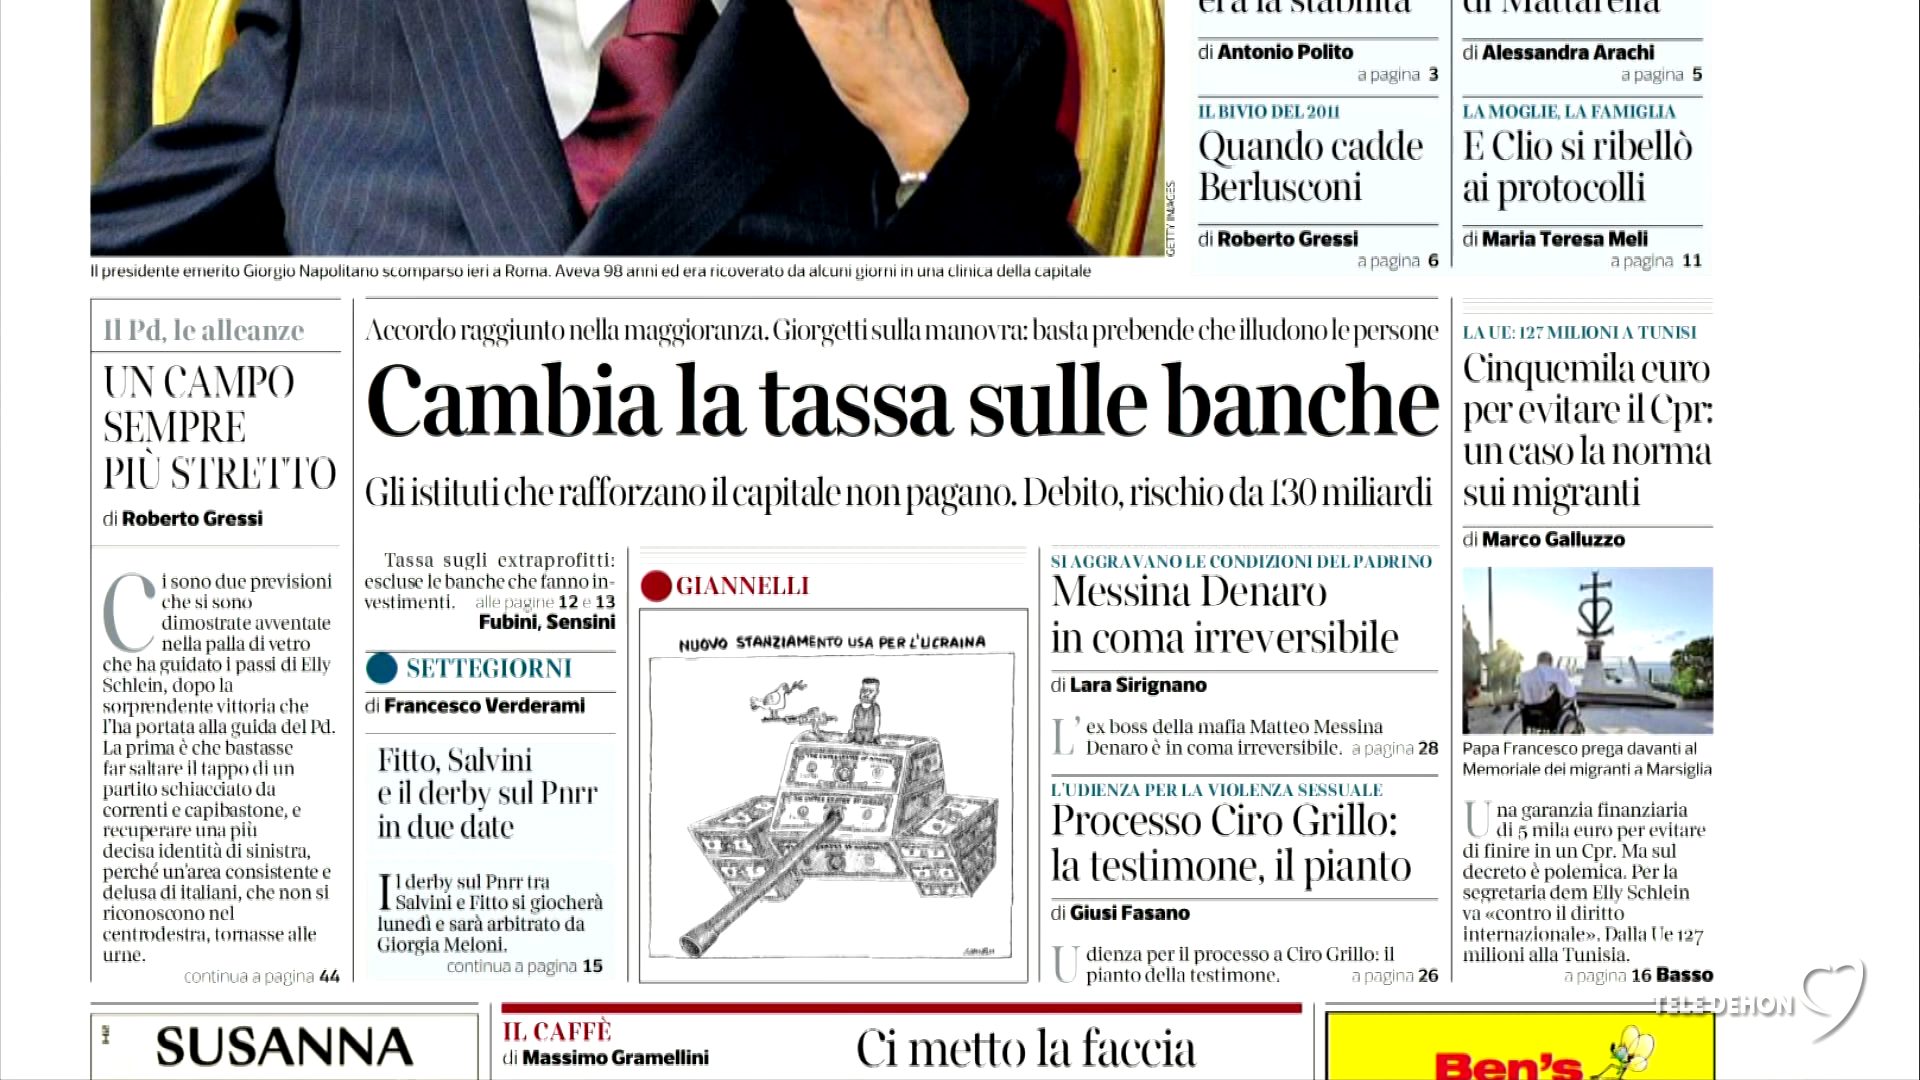 era la stabilità
di Antonio Polito
a pagina 3
di Mattarella
di Alessandra Arachi
a pagina 5
IL BIVIO DEL 2011
Quando cadde
Berlusconi
di Roberto Gressi
a pagina 6
LA MOGLIE, LA FAMIGLIA
E Clio si ribellò
ai protocolli
di Maria Teresa Meli
a pagina 11
GETTY IMAGES
Il presidente emerito Giorgio Napolitano scomparso ieri a Roma. Aveva 98 anni ed era ricoverato da alcuni giorni in una clinica della capitale
Il Pd, le alleanze
UN CAMPO
SEMPRE
PIÙ STRETTO
di Roberto Gressi
Ci sono due previsioni
che si sono
dimostrate avventate
nella palla di vetro
che ha guidato i passi di Elly
Schlein, dopo la
sorprendente vittoria che
l'ha portata alla guida del Pd.
La prima è che bastasse
far saltare il tappo di un
partito schiacciato da
correnti e capibastone, e
recuperare una più
decisa identità di sinistra,
perché un'area consistente e
delusa di italiani, che non si
riconoscono nel
centrodestra, tornasse alle
urne.
continua a pagina 44
Accordo raggiunto nella maggioranza. Giorgetti sulla manovra: basta prebende che illudono le persone
Cambia la tassa sulle banche
Gli istituti che rafforzano il capitale non pagano. Debito, rischio da 130 miliardi
Tassa sugli extraprofitti:
escluse le banche che fanno in-
vestimenti. alle pagine 12 e 13
Fubini, Sensini
SETTEGIORNI
di Francesco Verderami
Fitto, Salvini
e il derby sul Pnrr
in due date
Il derby sul Pnrr tra
Salvini e Fitto si giocherà
lunedì e sarà arbitrato da
Giorgia Meloni.
continua a pagina 15
GIANNELLI
NUOVO STANZIAMENTO USA PER L'UCRAINA
SI AGGRAVANO LE CONDIZIONI DEL PADRINO
Messina Denaro
in coma irreversibile
di Lara Sirignano
L'ex boss della mafia Matteo Messina
Denaro è in coma irreversibile. a pagina 28
L'UDIENZA PER LA VIOLENZA SESSUALE
Processo Ciro Grillo:
la testimone, il pianto
di Giusi Fasano
Udienza per il processo a Ciro Grillo: il
pianto della testimone. a pagina 26
LA UE: 127 MILIONI A TUNISI
Cinquemila euro
per evitare il Cpr:
un caso la norma
sui migranti
di Marco Galluzzo
Papa Francesco prega davanti al
Memoriale dei migranti a Marsiglia
Una garanzia finanziaria
di 5 mila euro per evitare
di finire in un Cpr. Ma sul
decreto è polemica. Per la
segretaria dem Elly Schlein
va «contro il diritto
internazionale». Dalla Ue 127
milioni alla Tunisia.
a pagina 16 Basso
TELE DEHON
SUSANNA
IL CAFFÈ
di Massimo Gramellini
Ci metto la faccia
Ben's